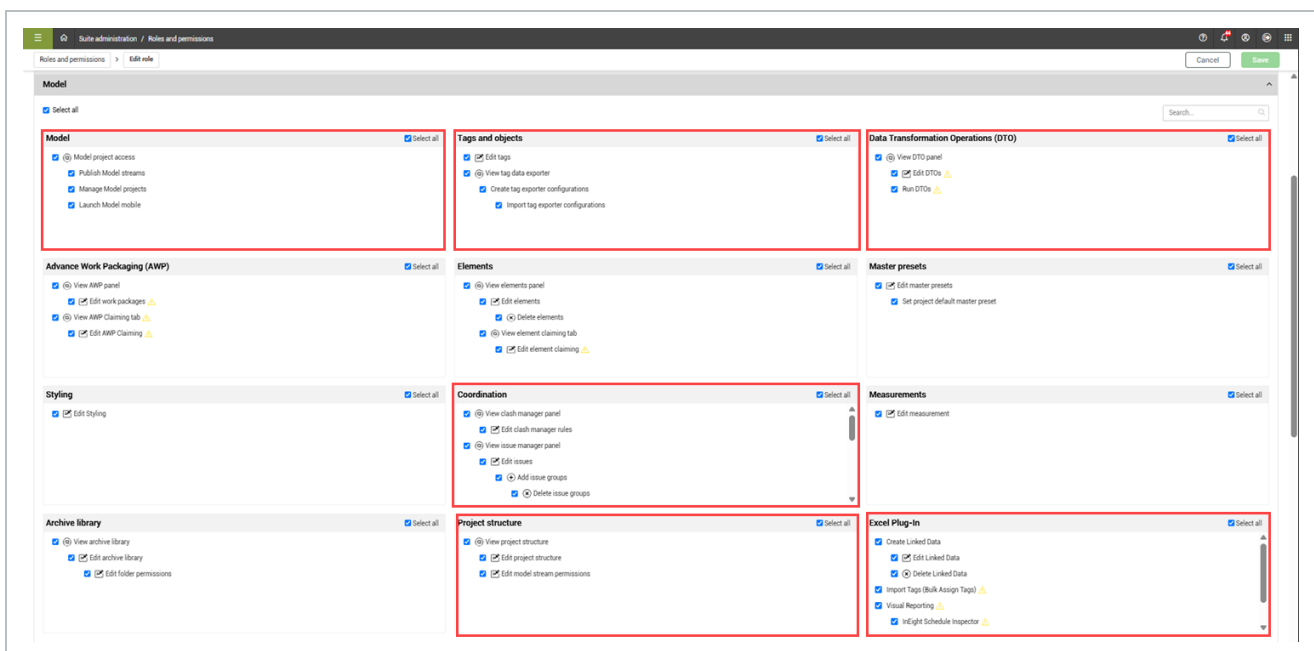 Suite administration / Roles and permissions
Roles and permissions > Edit role
Cancel
Save
Model
Select all
Search...
Model
Select all
Model project access
Publish Model streams
Manage Model projects
Launch Model mobile
Tags and objects
Select all
Edit tags
View tag data exporter
Create tag exporter configurations
Import tag exporter configurations
Data Transformation Operations (DTO)
Select all
View DTO panel
Edit DTOs
Run DTOs
Advance Work Packaging (AWP)
Select all
View AWP panel
Edit work packages
View AWP Claiming tab
Edit AWP Claiming
Elements
Select all
View elements panel
Edit elements
Delete elements
View element claiming tab
Edit element claiming
Master presets
Select all
Edit master presets
Set project default master preset
Styling
Select all
Edit Styling
Coordination
Select all
View clash manager panel
Edit clash manager rules
View issue manager panel
Edit issues
Add issue groups
Delete issue groups
Measurements
Select all
Edit measurement
Archive library
Select all
View archive library
Edit archive library
Edit folder permissions
Project structure
Select all
View project structure
Edit project structure
Edit model stream permissions
Excel Plug-In
Select all
Create Linked Data
Edit Linked Data
Delete Linked Data
Import Tags (Bulk Assign Tags)
Visual Reporting
InEight Schedule Inspector